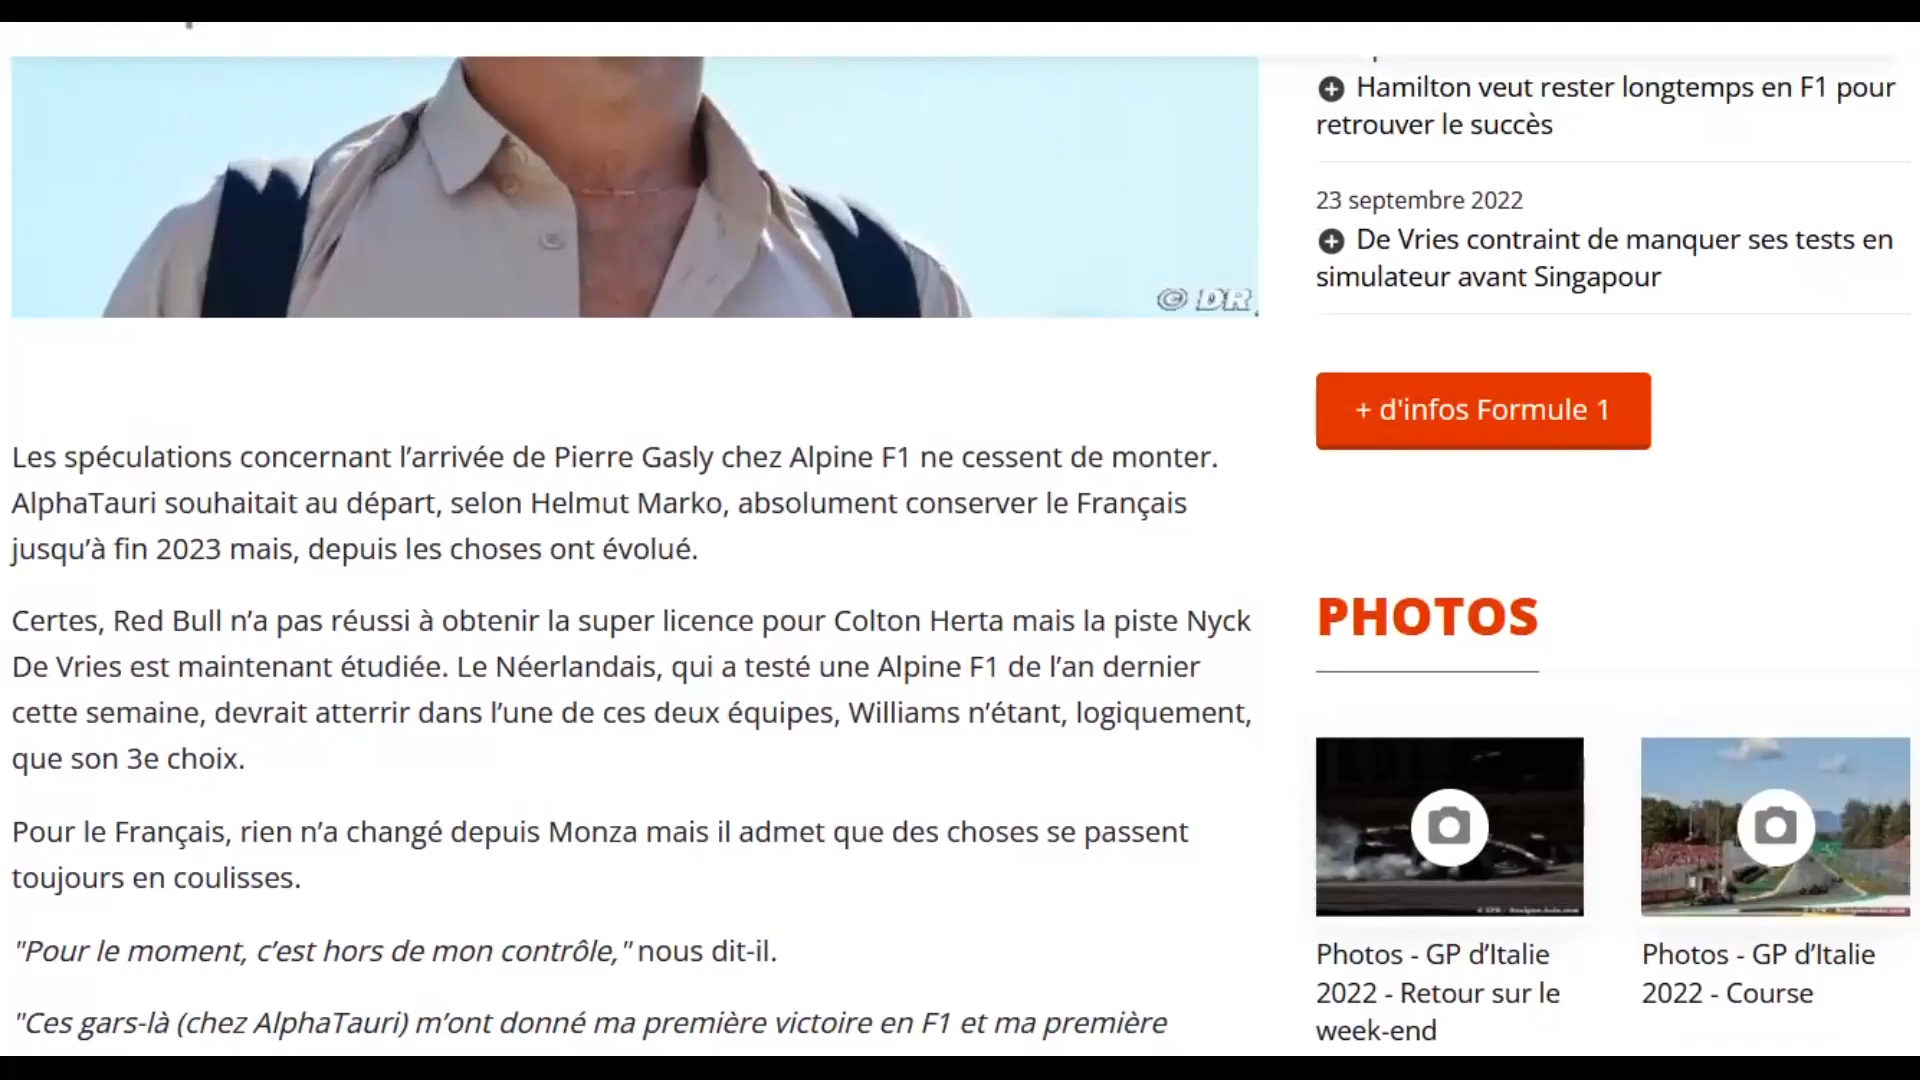 Hamilton veut rester longtemps en F1 pour
retrouver le succès
23 septembre 2022
De Vries contraint de manquer ses tests en
simulateur avant Singapour
© DR
+ d'infos Formule 1
Les spéculations concernant l’arrivée de Pierre Gasly chez Alpine F1 ne cessent de monter.
AlphaTauri souhaitait au départ, selon Helmut Marko, absolument conserver le Français
jusqu’à fin 2023 mais, depuis les choses ont évolué.
Certes, Red Bull n’a pas réussi à obtenir la super licence pour Colton Herta mais la piste Nyck
De Vries est maintenant étudiée. Le Néerlandais, qui a testé une Alpine F1 de l’an dernier
cette semaine, devrait atterrir dans l’une de ces deux équipes, Williams n’étant, logiquement,
que son 3e choix.
Pour le Français, rien n’a changé depuis Monza mais il admet que des choses se passent
toujours en coulisses.
"Pour le moment, c’est hors de mon contrôle," nous dit-il.
"Ces gars-là (chez AlphaTauri) m’ont donné ma première victoire en F1 et ma première
PHOTOS
Photos - GP d’Italie
2022 - Retour sur le
week-end
Photos - GP d’Italie
2022 - Course